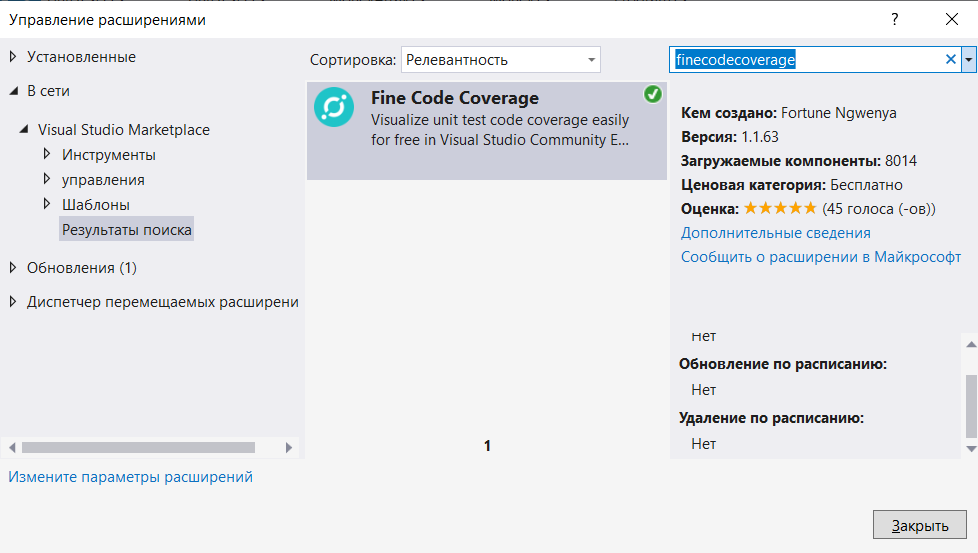 Управление расширениями
?
Установленные
В сети
Visual Studio Marketplace
Инструменты
управления
Шаблоны
Результаты поиска
Обновления (1)
Диспетчер перемещаемых расширени
Измените параметры расширений
Сортировка: Релевантность
Fine Code Coverage
Visualize unit test code coverage easily
for free in Visual Studio Community E...
1
finecodecoverage
Кем создано: Fortune Ngwenya
Версия: 1.1.63
Загружаемые компоненты: 8014
Ценовая категория: Бесплатно
Оценка: ★★★★★ (45 голоса (-ов))
Дополнительные сведения
Сообщить о расширении в Майкрософт
Нет
Обновление по расписанию:
Нет
Удаление по расписанию:
Нет
Закрыть